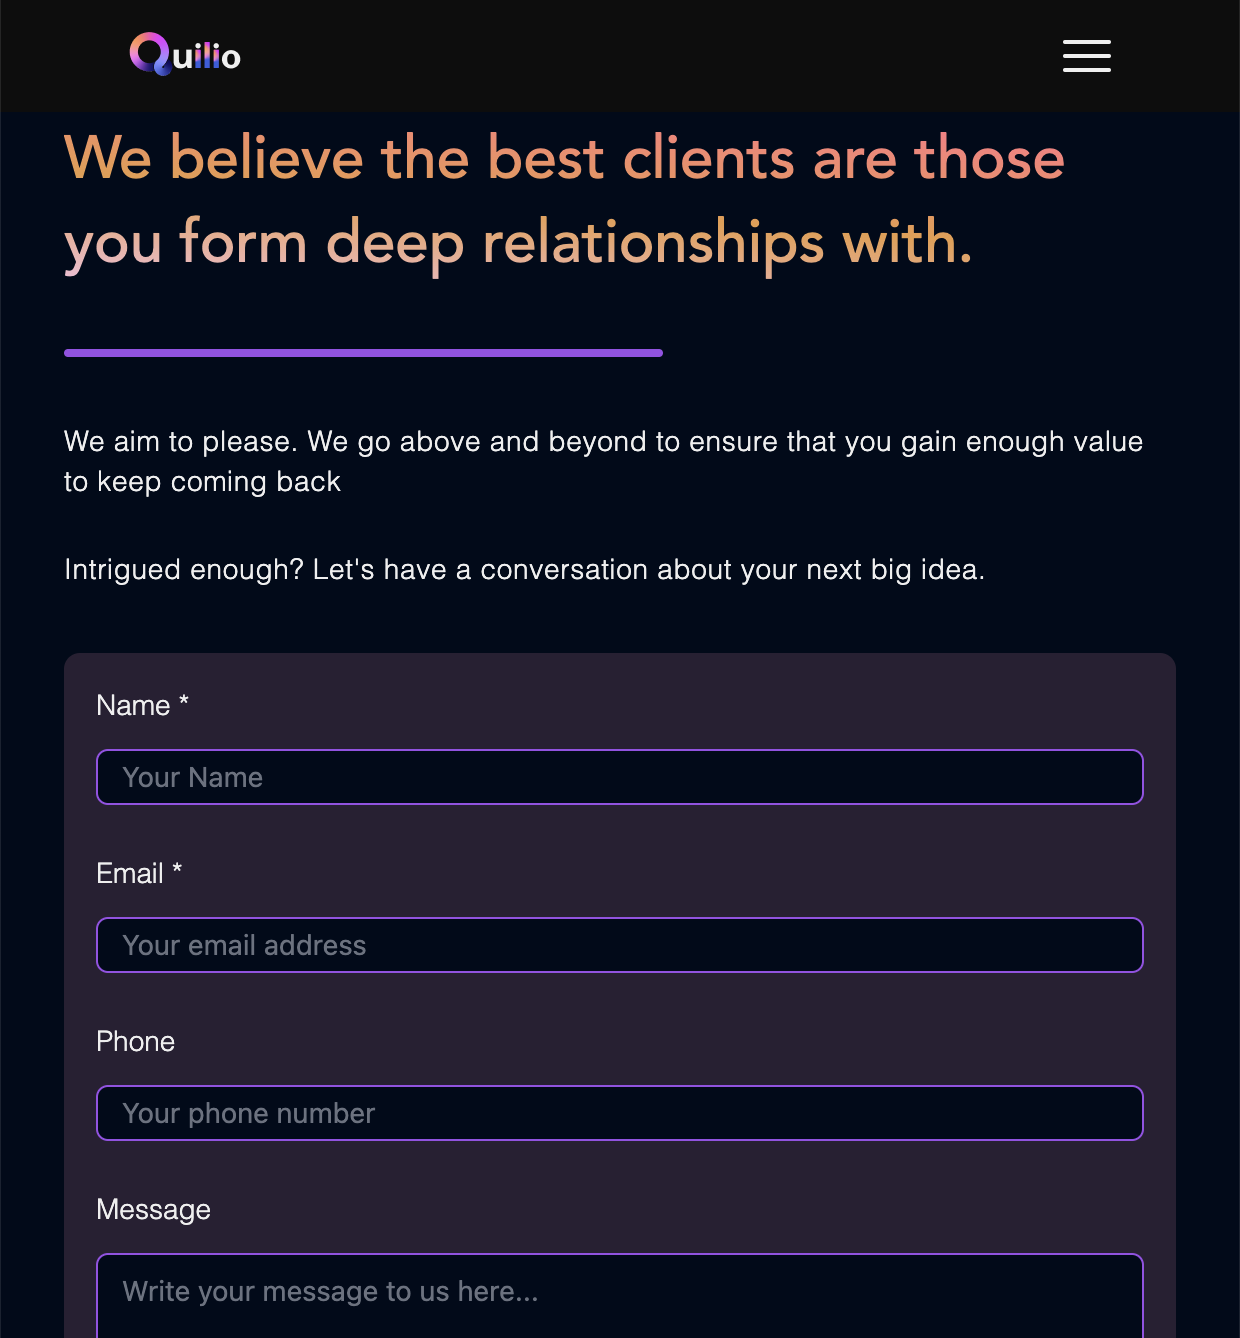 Quilio
We believe the best clients are those
you form deep relationships with.
We aim to please. We go above and beyond to ensure that you gain enough value
to keep coming back
Intrigued enough? Let's have a conversation about your next big idea.
Name *
Your Name
Email *
Your email address
Phone
Your phone number
Message
Write your message to us here...